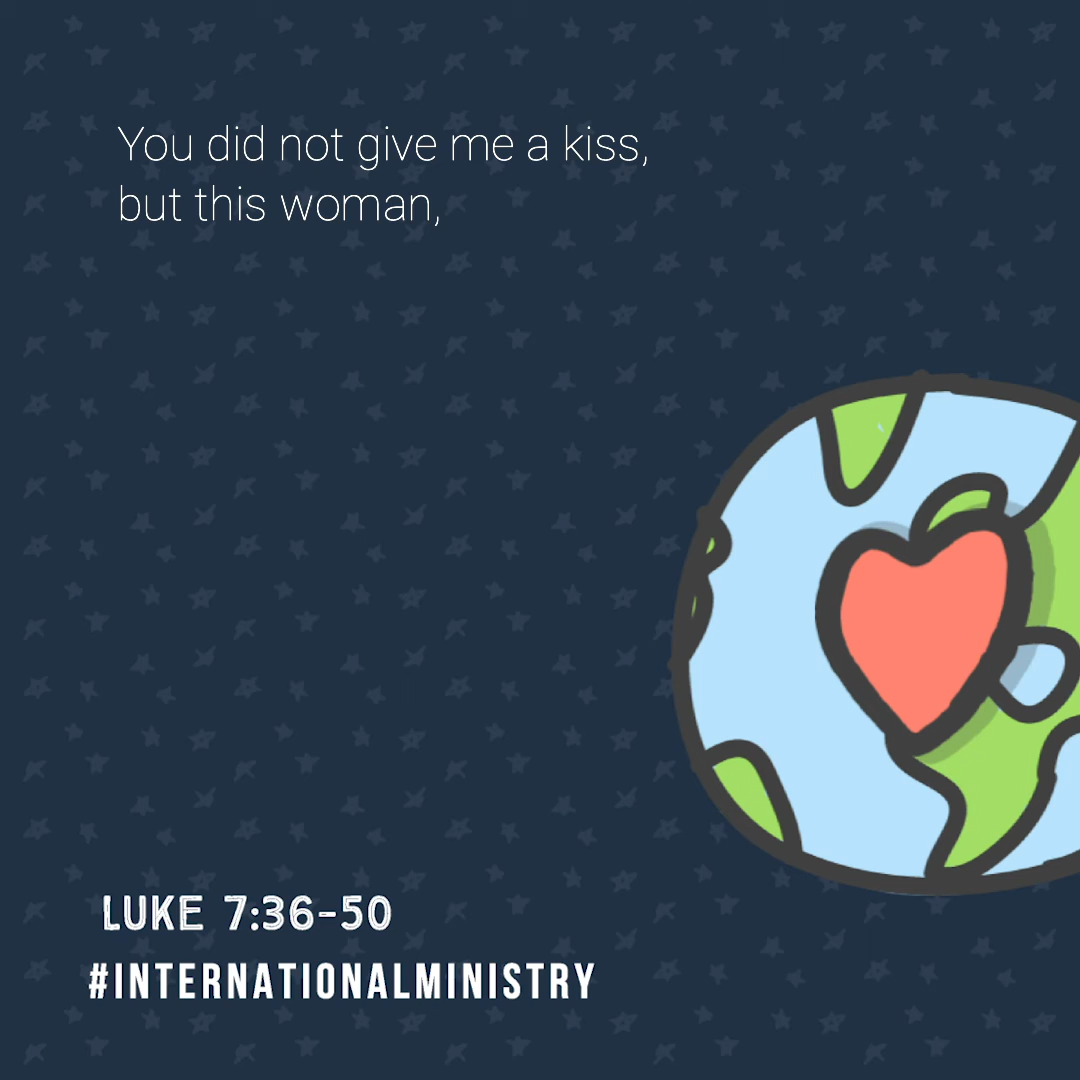 You did not give me a kiss,
but this woman,
LUKE 7:36-50
#INTERNATIONALMINISTRY